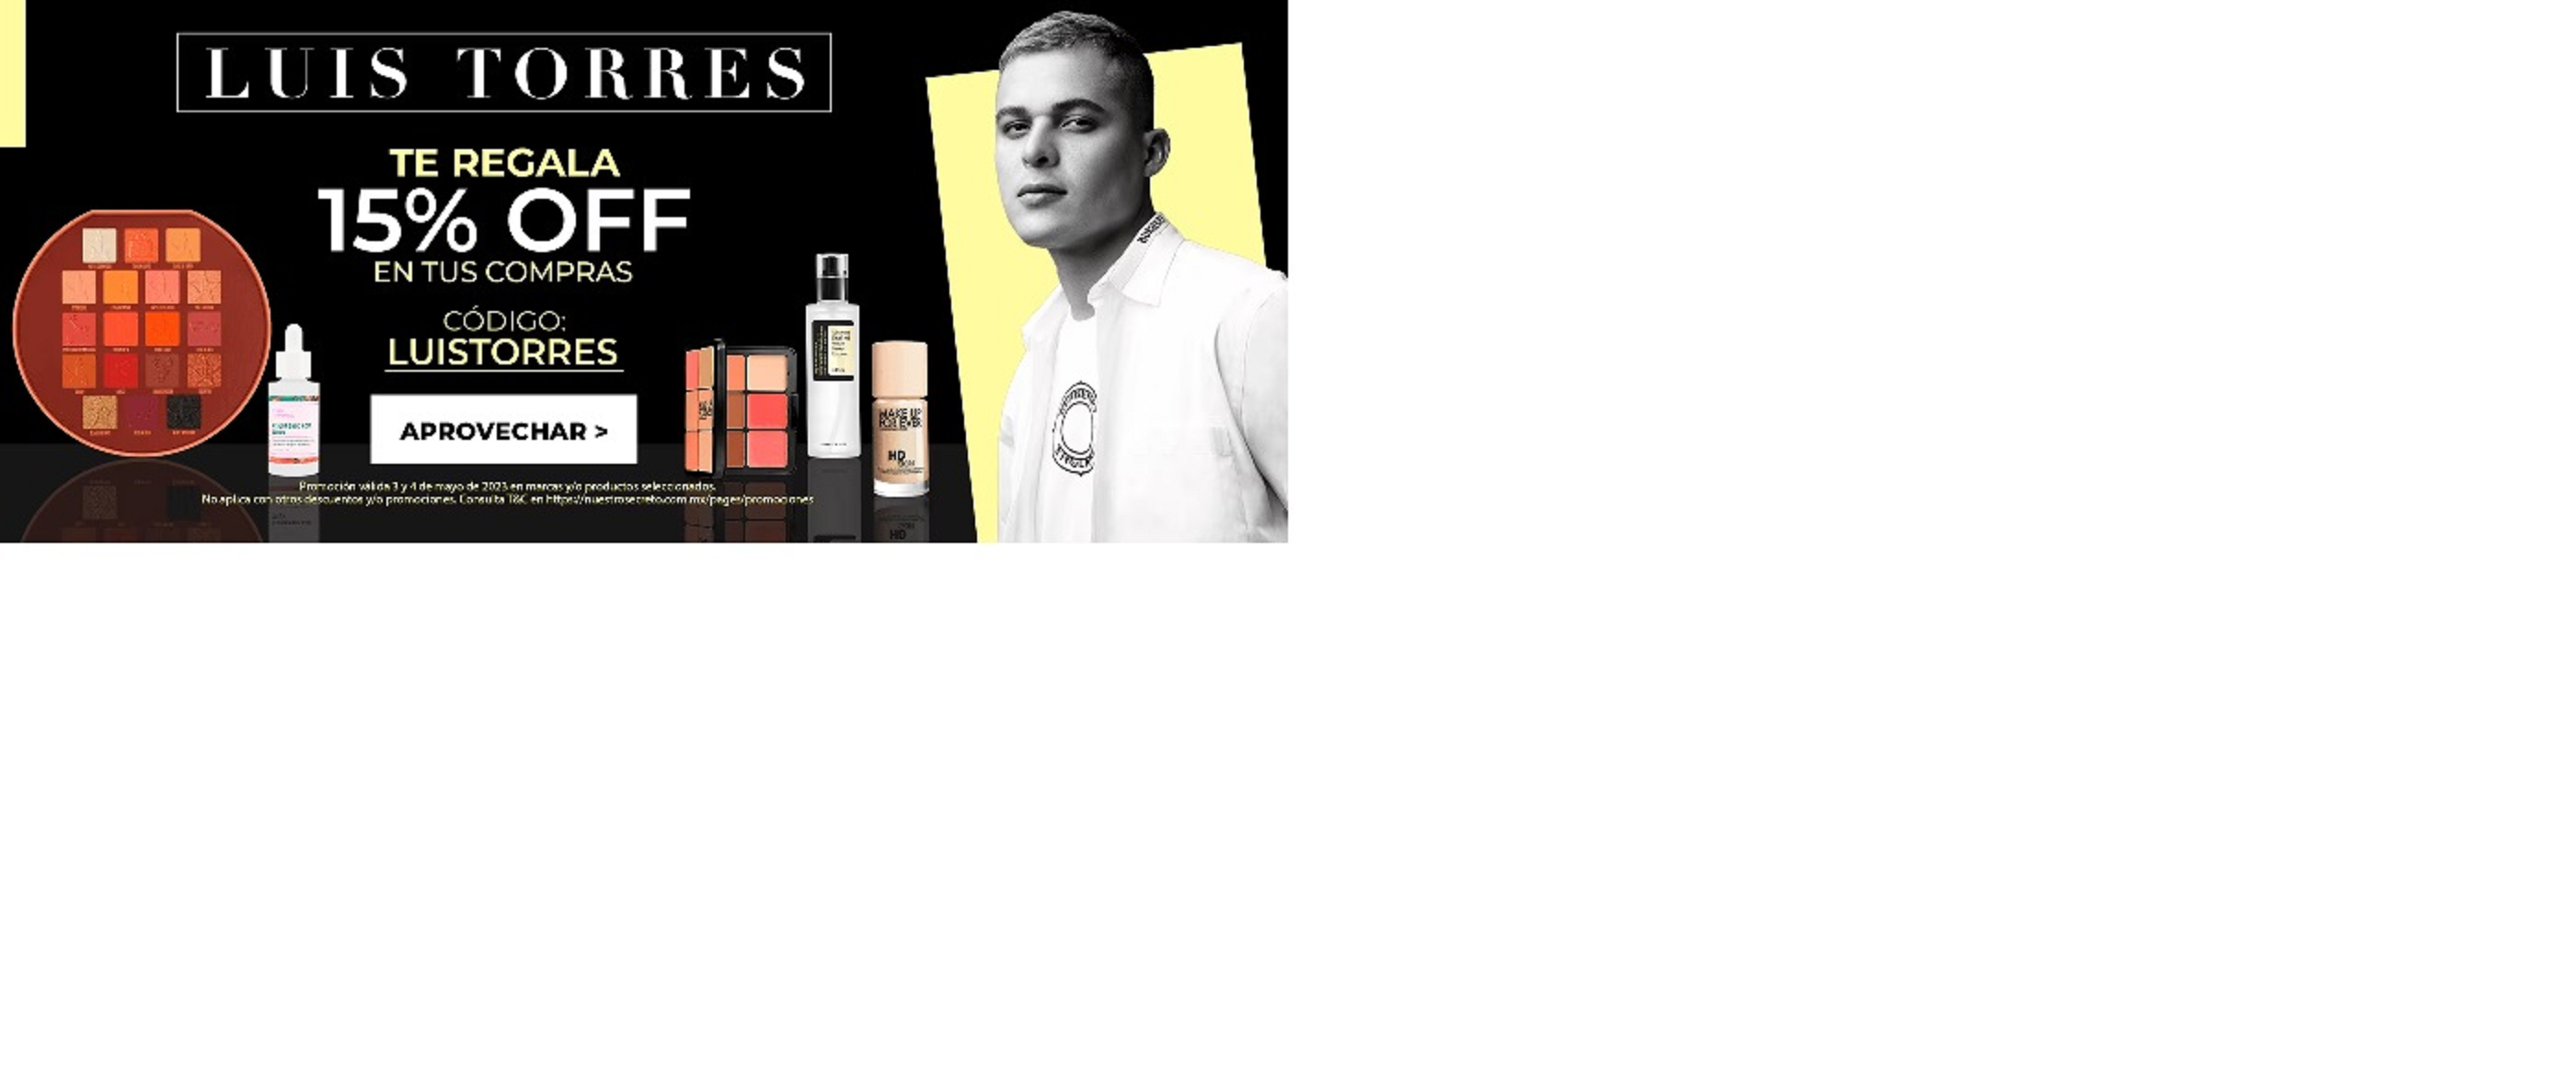 LUIS TORRES
TE REGALA
15% OFF
EN TUS COMPRAS
CÓDIGO:
LUISTORRES
APROVECHAR >
MAKE UP
FOR EVER
HD
SKIN
Promoción válida 3 y 4 de mayo de 2023 en marcas y/o productos seleccionados.
No aplica con otros descuentos y/o promociones. Consulta T&C en https://nuestrosecreto.com.mx/pages/promociones